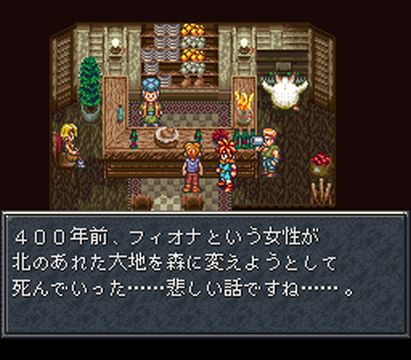 ４００年前、フィオナという女性が
北のあれた大地を森に変えようとして
死んでいった……悲しい話ですね……。